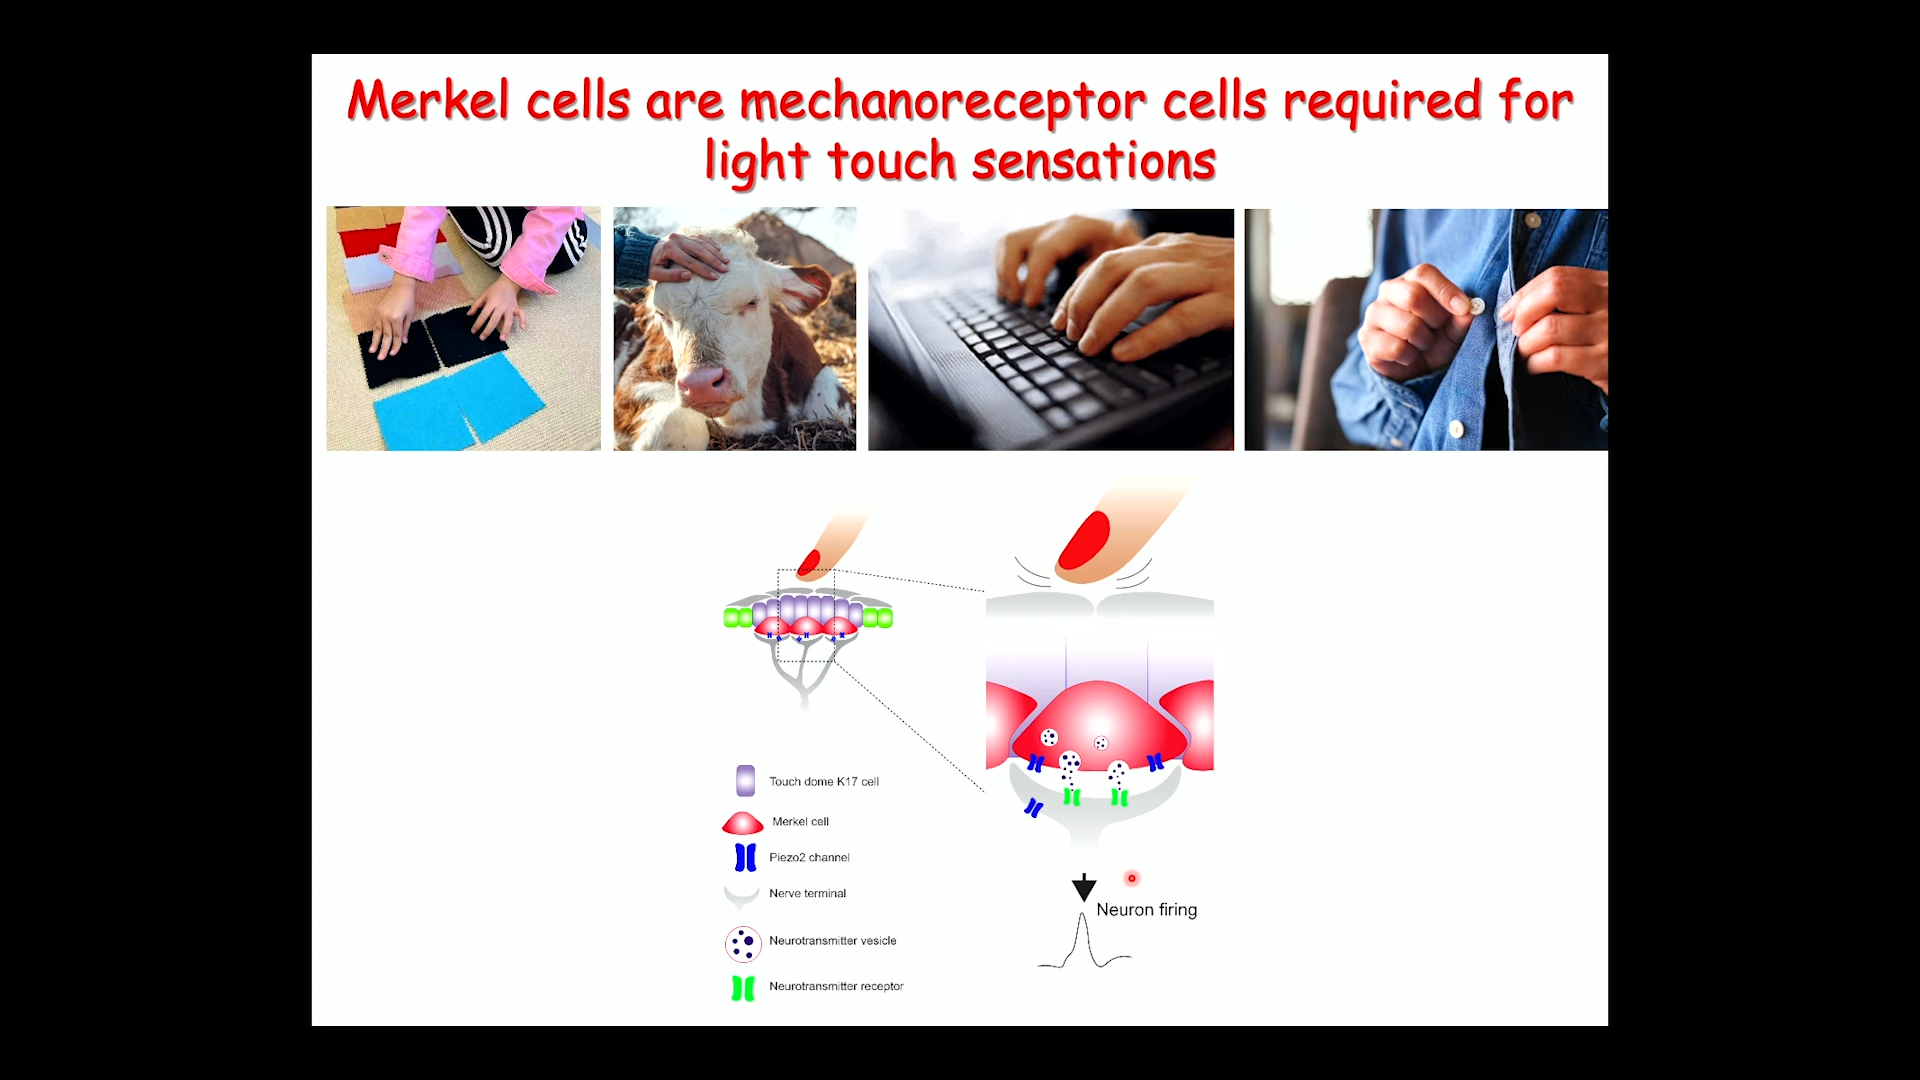 Merkel cells are mechanoreceptor cells required for
light touch sensations
Touch dome K17 cell
Merkel cell
Piezo2 channel
Nerve terminal
Neurotransmitter vesicle
Neurotransmitter receptor
Neuron firing